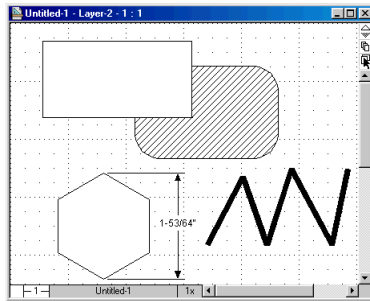 Untitled-1 - Layer-2 - 1 : 1
1-53/64"
1
Untitled-1
1x